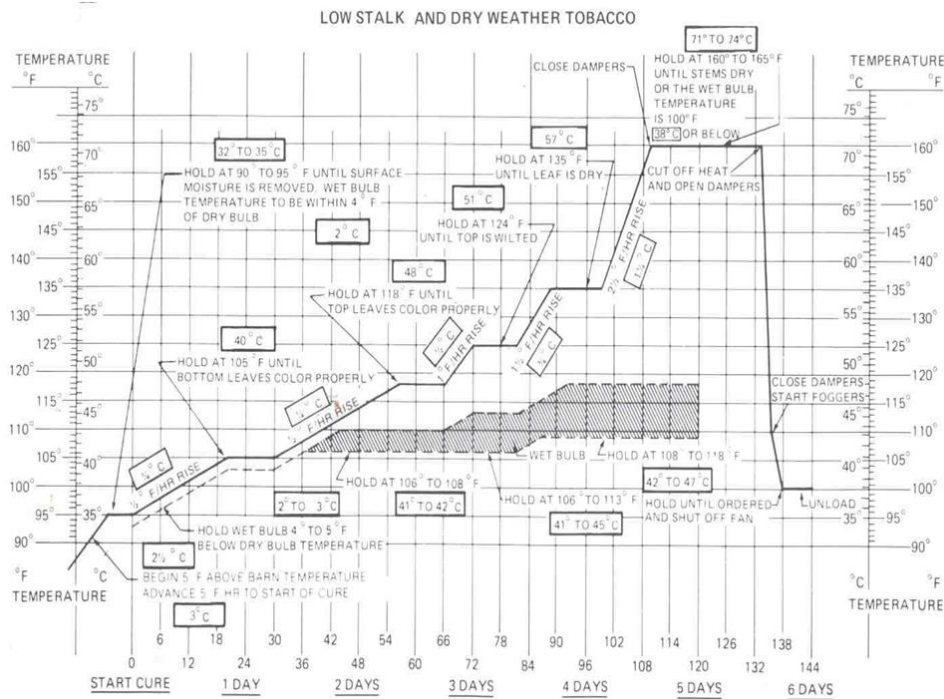 LOW STALK AND DRY WEATHER TOBACCO
TEMPERATURE
°F °C
75°
160° 70°
155°
150° 65°
145°
140° 60°
135°
130° 55°
125°
120° 50°
115°
110° 45°
105°
100° 40°
95° 35°
90°
°F °C
TEMPERATURE
32° TO 35°C
HOLD AT 90° TO 95° F UNTIL SURFACE
MOISTURE IS REMOVED. WET BULB
TEMPERATURE TO BE WITHIN 4° F
OF DRY BULB
2° C
40°C
HOLD AT 105° F UNTIL
BOTTOM LEAVES COLOR PROPERLY
48° C
HOLD AT 118° F UNTIL
TOP LEAVES COLOR PROPERLY
51° C
HOLD AT 124° F
UNTIL TOP IS WILTED
57° C
HOLD AT 135° F
UNTIL LEAF IS DRY
CLOSE DAMPERS
71° TO 74°C
HOLD AT 160° TO 165° F
UNTIL STEMS DRY
OR THE WET BULB
TEMPERATURE
IS 100° F
38°C OR BELOW
CUT OFF HEAT
AND OPEN DAMPERS
F/HR RISE
F/HR RISE
1° F/HR RISE
F/HR RISE
2½° F/HR RISE
CLOSE DAMPERS
START FOGGERS
WET BULB
HOLD AT 108° TO 118° F
HOLD AT 106° TO 108° F
HOLD AT 106° TO 113° F
2° TO 3°C
41° TO 42°C
41° TO 45°C
42° TO 47°C
HOLD UNTIL ORDERED
AND SHUT OFF FAN
UNLOAD
HOLD WET BULB 4° TO 5° F
BELOW DRY BULB TEMPERATURE
2½ °C
BEGIN 5° F ABOVE BARN TEMPERATURE
ADVANCE 5° F HR TO START OF CURE
3°C
TEMPERATURE
°C °F
75°
70° 160°
155°
65° 150°
145°
60° 140°
135°
55° 130°
125°
50° 120°
115°
45° 110°
105°
40° 100°
35° 95°
90°
°C °F
TEMPERATURE
6 18 30 42 54 66 78 90 102 114 126 138
0 12 24 36 48 60 72 84 96 108 120 132 144
START CURE 1 DAY 2 DAYS 3 DAYS 4 DAYS 5 DAYS 6 DAYS